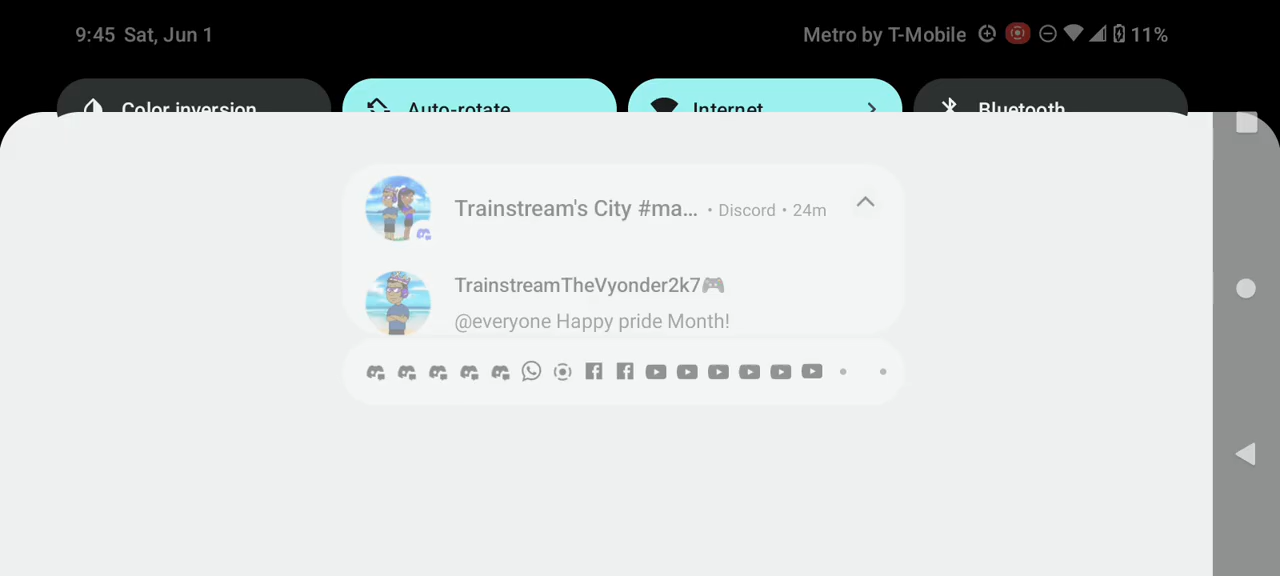 9:45 Sat, Jun 1
Metro by T-Mobile 11%
Color inversion
Auto-rotate
Internet
Bluetooth
Trainstream's City #ma... • Discord • 24m
TrainstreamTheVyonder2k7🎮
@everyone Happy pride Month!